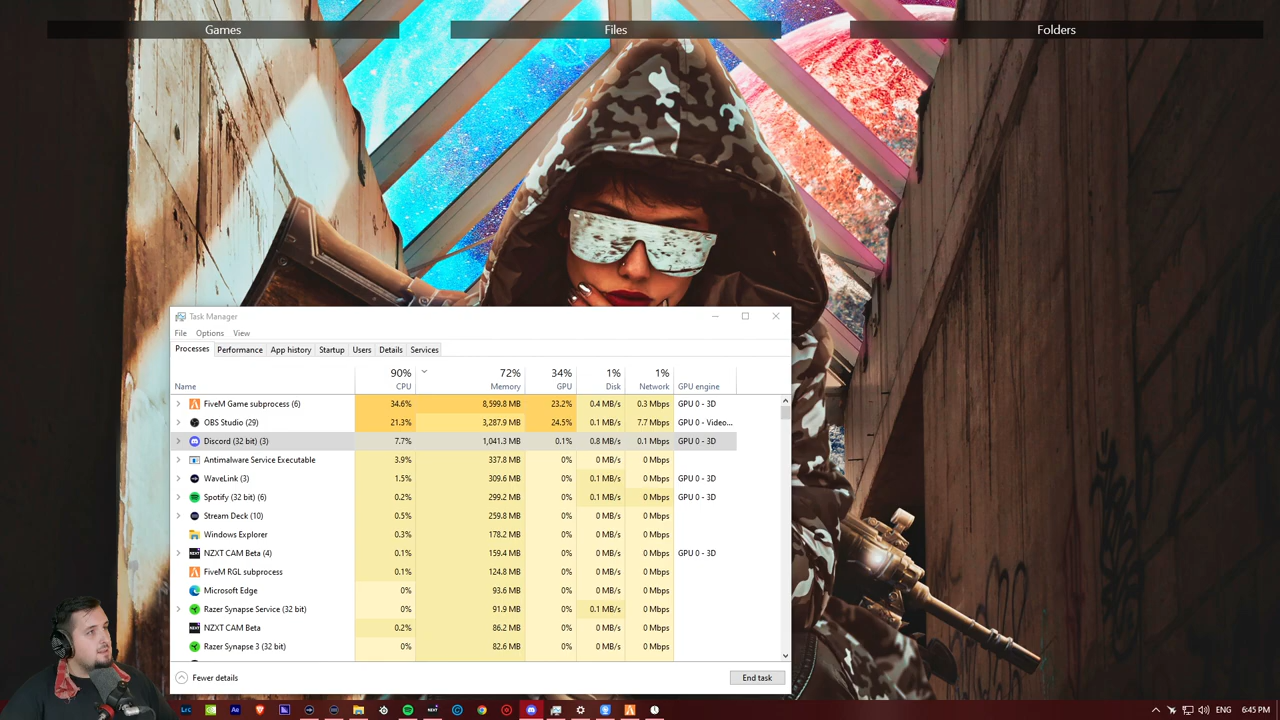 Games Files Folders
Task Manager
File Options View
Processes Performance App history Startup Users Details Services
90% 72% 34% 1% 1%
Name CPU Memory GPU Disk Network GPU engine
FiveM Game subprocess (6) 34.6% 8,599.8 MB 23.2% 0.4 MB/s 0.3 Mbps GPU 0 - 3D
OBS Studio (29) 21.3% 3,287.9 MB 24.5% 0.1 MB/s 7.7 Mbps GPU 0 - Video...
Discord (32 bit) (3) 7.7% 1,041.3 MB 0.1% 0.8 MB/s 0.1 Mbps GPU 0 - 3D
Antimalware Service Executable 3.9% 337.8 MB 0% 0 MB/s 0 Mbps
WaveLink (3) 1.5% 309.6 MB 0% 0.1 MB/s 0 Mbps GPU 0 - 3D
Spotify (32 bit) (6) 0.2% 299.2 MB 0% 0.1 MB/s 0 Mbps GPU 0 - 3D
Stream Deck (10) 0.5% 259.8 MB 0% 0 MB/s 0 Mbps
Windows Explorer 0.3% 178.2 MB 0% 0 MB/s 0 Mbps
NZXT CAM Beta (4) 0.1% 159.4 MB 0% 0 MB/s 0 Mbps GPU 0 - 3D
FiveM RGL subprocess 0.1% 124.8 MB 0% 0 MB/s 0 Mbps
Microsoft Edge 0% 93.6 MB 0% 0 MB/s 0 Mbps
Razer Synapse Service (32 bit) 0% 91.9 MB 0% 0.1 MB/s 0 Mbps
NZXT CAM Beta 0.2% 86.2 MB 0% 0 MB/s 0 Mbps
Razer Synapse 3 (32 bit) 0% 82.6 MB 0% 0 MB/s 0 Mbps
Fewer details End task
Lrc Ae ENG 6:45 PM